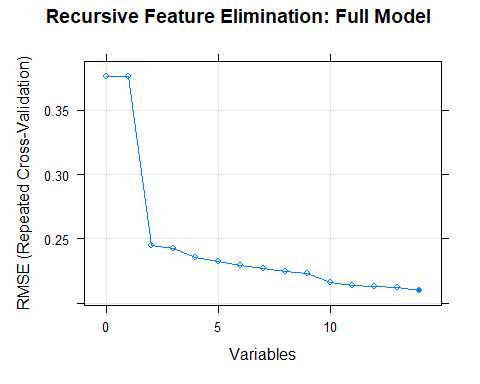 Recursive Feature Elimination: Full Model
RMSE (Repeated Cross-Validation)
0.35
0.30
0.25
0
5
10
Variables